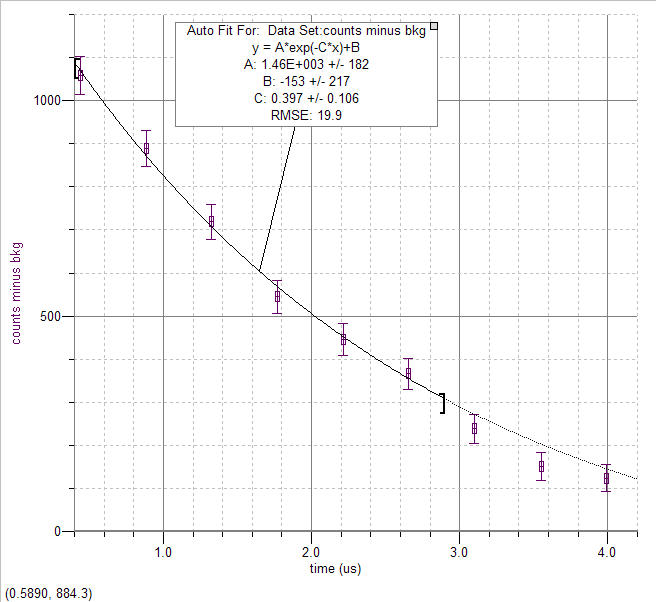 Auto Fit For: Data Set:counts minus bkg
y = A*exp(-C*x)+B
A: 1.46E+003 +/- 182
B: -153 +/- 217
C: 0.397 +/- 0.106
RMSE: 19.9
1000
500
0
counts minus bkg
1.0
2.0
3.0
4.0
time (us)
(0.5890, 884.3)